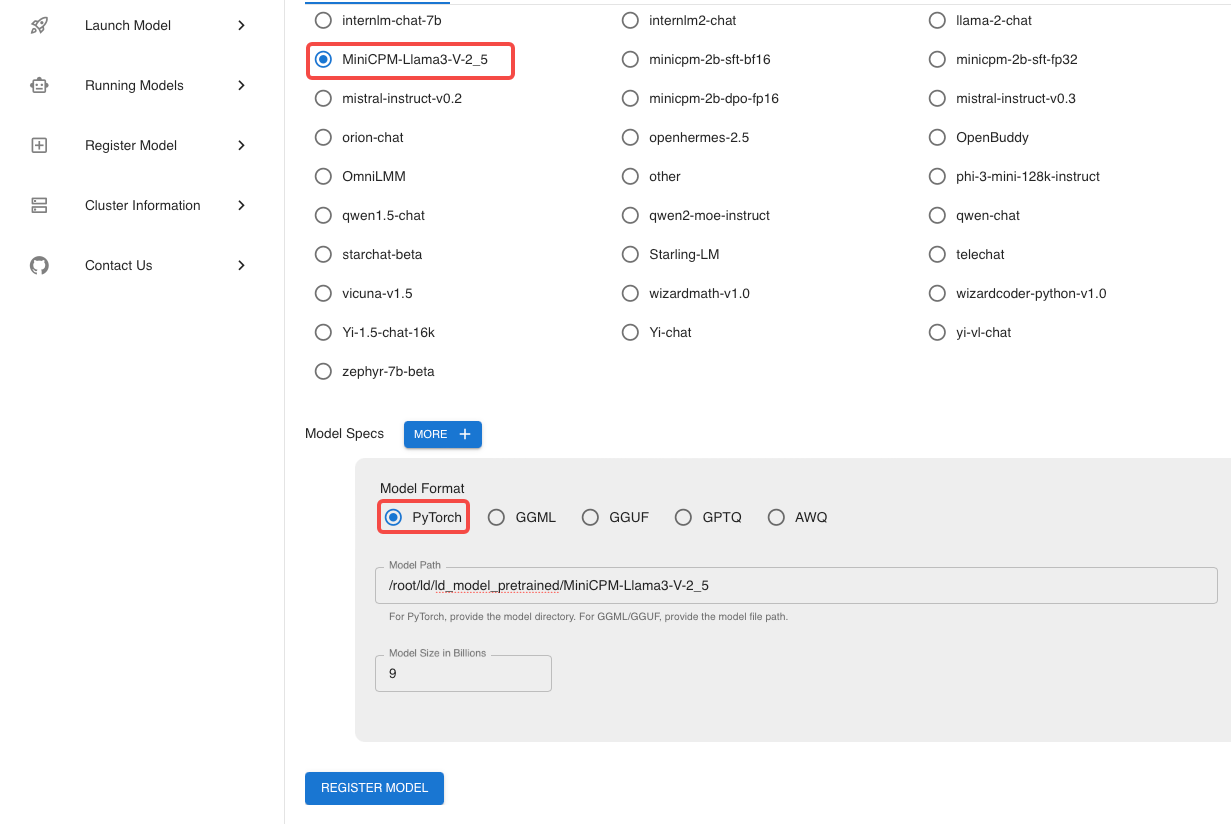 Launch Model
Running Models
Register Model
Cluster Information
Contact Us
internlm-chat-7b internlm2-chat llama-2-chat
MiniCPM-Llama3-V-2_5 minicpm-2b-sft-bf16 minicpm-2b-sft-fp32
mistral-instruct-v0.2 minicpm-2b-dpo-fp16 mistral-instruct-v0.3
orion-chat openhermes-2.5 OpenBuddy
OmniLMM other phi-3-mini-128k-instruct
qwen1.5-chat qwen2-moe-instruct qwen-chat
starchat-beta Starling-LM telechat
vicuna-v1.5 wizardmath-v1.0 wizardcoder-python-v1.0
Yi-1.5-chat-16k Yi-chat yi-vl-chat
zephyr-7b-beta
Model Specs MORE +
Model Format
PyTorch GGML GGUF GPTQ AWQ
Model Path
/root/ld/ld_model_pretrained/MiniCPM-Llama3-V-2_5
For PyTorch, provide the model directory. For GGML/GGUF, provide the model file path.
Model Size in Billions
9
REGISTER MODEL